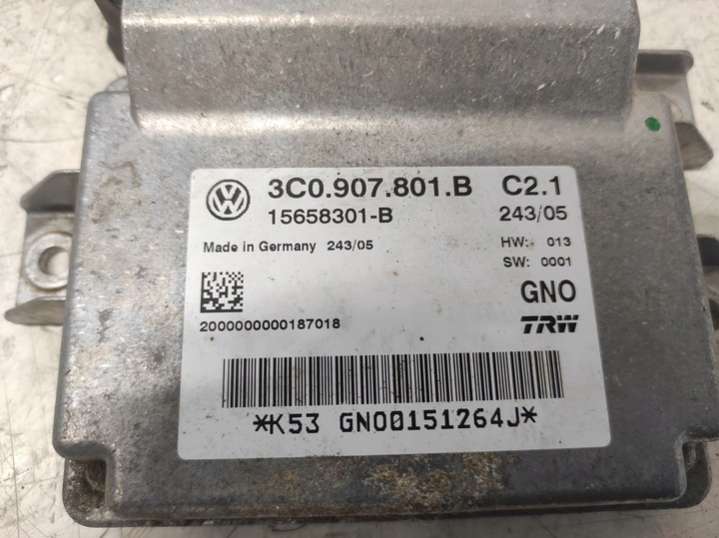 3C0.907.801.B C2.1
15658301-B 243/05
Made in Germany 243/05 HW: 013
SW: 0001
GNO
2000000000187018 TRW
*K53 GNO0151264J*